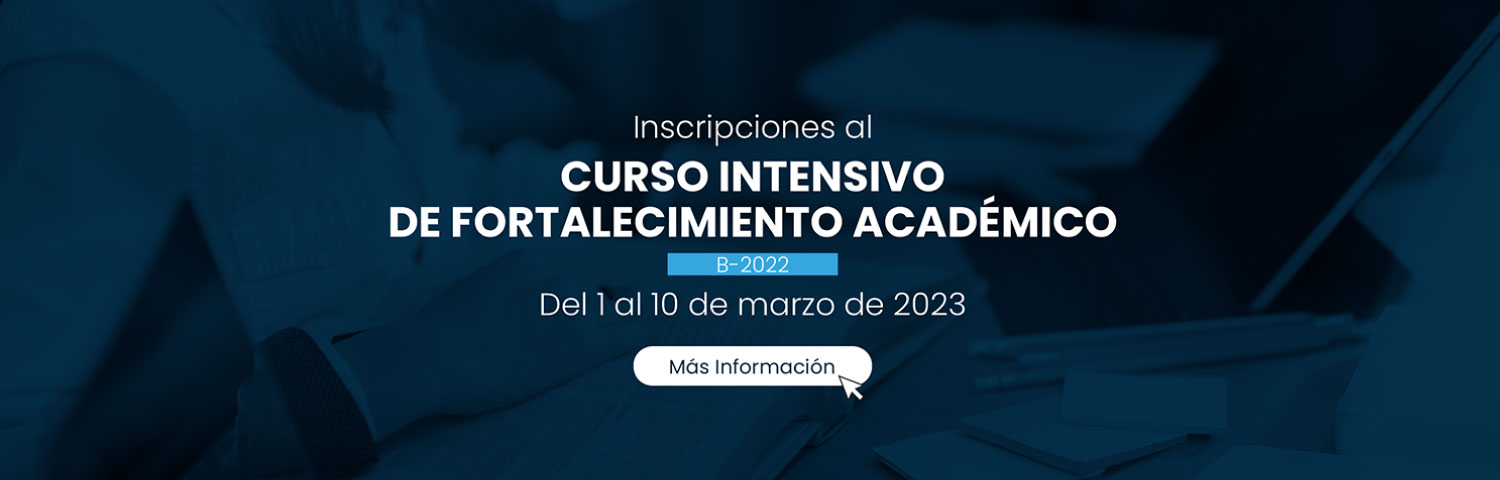 Inscripciones al
CURSO INTENSIVO
DE FORTALECIMIENTO ACADÉMICO
B-2022
Del 1 al 10 de marzo de 2023
Más Información